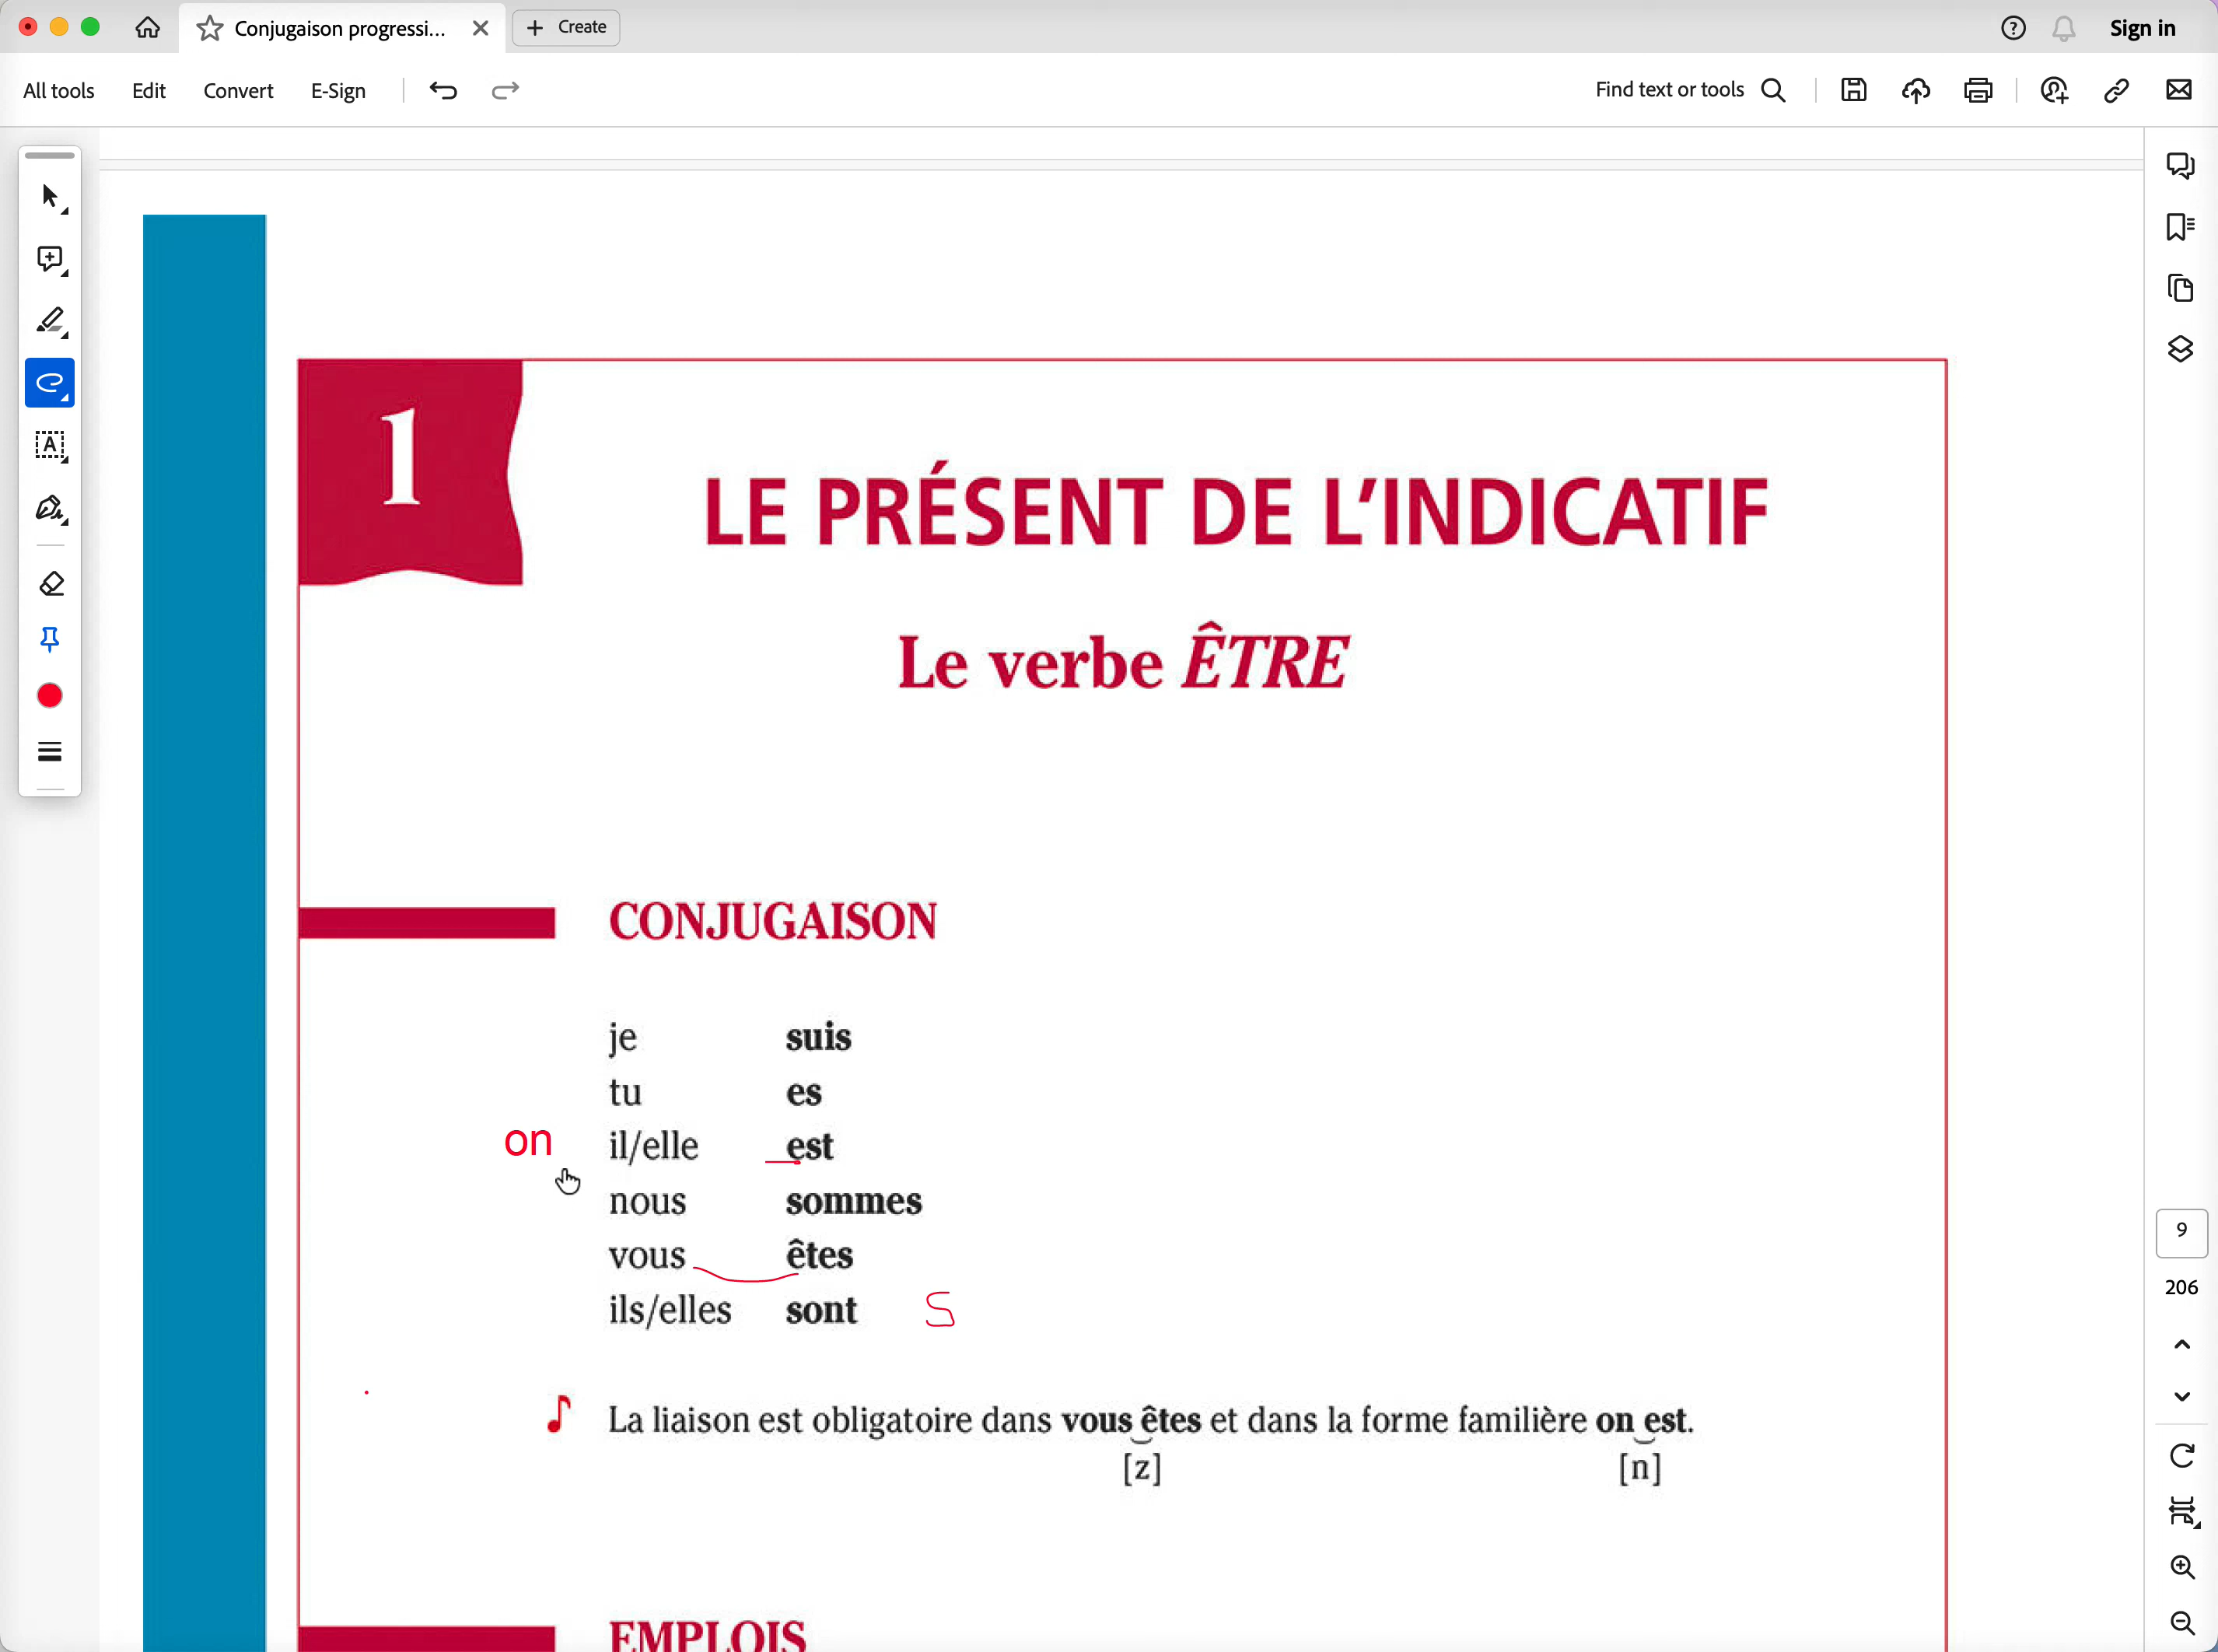 Conjugaison progressi...
Create
Sign in
All tools
Edit
Convert
E-Sign
Find text or tools
1
LE PRÉSENT DE L'INDICATIF
Le verbe ÊTRE
CONJUGAISON
je suis
tu es
on il/elle est
nous sommes
vous êtes
ils/elles sont S
La liaison est obligatoire dans vous êtes et dans la forme familière on est.
[z] [n]
EMPLOIS
9
206